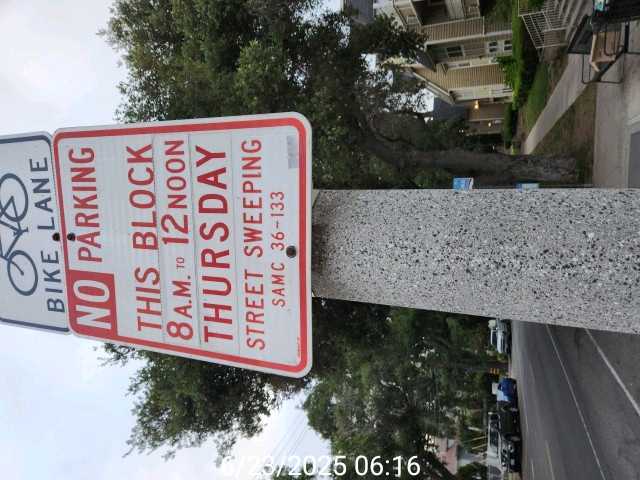 BIKE LANE
NO PARKING
THIS BLOCK
8 A.M. TO 12 NOON
THURSDAY
STREET SWEEPING
SAMC 36-133
6/23/2025 06:16